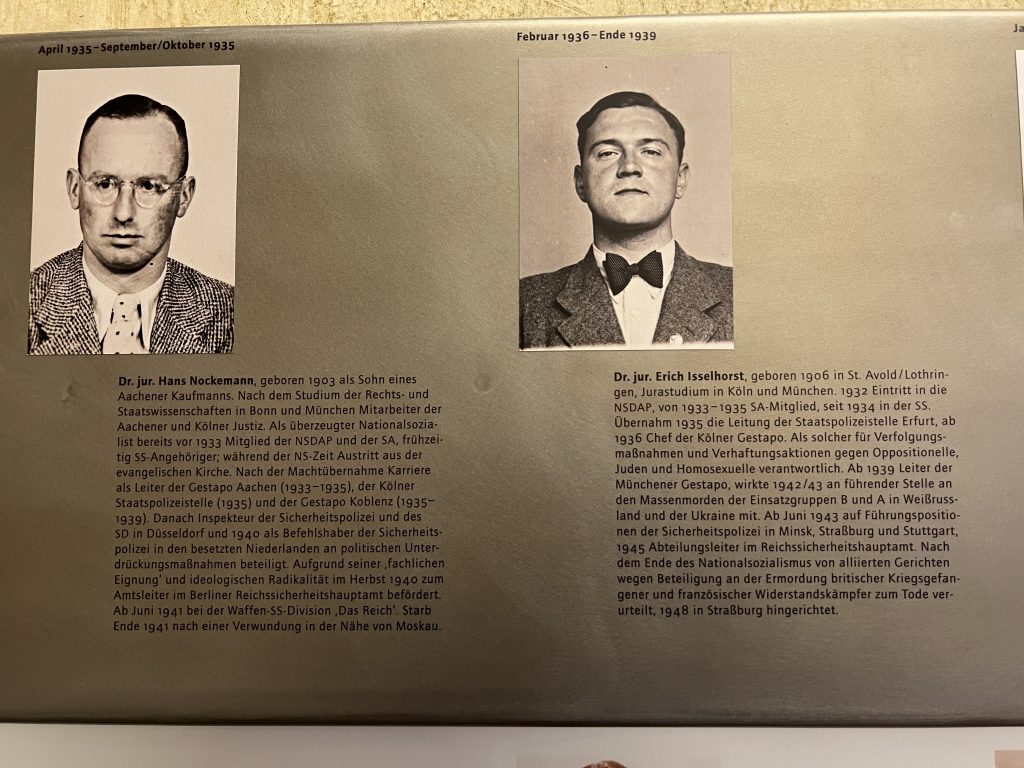 April 1935–September/Oktober 1935
Dr. jur. Hans Nockemann, geboren 1903 als Sohn eines
Aachener Kaufmanns. Nach dem Studium der Rechts- und
Staatswissenschaften in Bonn und München Mitarbeiter der
Aachener und Kölner Justiz. Als überzeugter Nationalsozia-
list bereits vor 1933 Mitglied der NSDAP und der SA, frühzei-
tig SS-Angehöriger; während der NS-Zeit Austritt aus der
evangelischen Kirche. Nach der Machtübernahme Karriere
als Leiter der Gestapo Aachen (1933–1935), der Kölner
Staatspolizeistelle (1935) und der Gestapo Koblenz (1935–
1939). Danach Inspekteur der Sicherheitspolizei und des
SD in Düsseldorf und 1940 als Befehlshaber der Sicherheits-
polizei in den besetzten Niederlanden an politischen Unter-
drückungsmaßnahmen beteiligt. Aufgrund seiner ‚fachlichen
Eignung‘ und ideologischen Radikalität im Herbst 1940 zum
Amtsleiter im Berliner Reichssicherheitshauptamt befördert.
Ab Juni 1941 bei der Waffen-SS-Division ‚Das Reich‘. Starb
Ende 1941 nach einer Verwundung in der Nähe von Moskau.
Februar 1936–Ende 1939
Dr. jur. Erich Isselhorst, geboren 1906 in St. Avold/Lothrin-
gen, Jurastudium in Köln und München. 1932 Eintritt in die
NSDAP, von 1933–1935 SA-Mitglied, seit 1934 in der SS.
Übernahm 1935 die Leitung der Staatspolizeistelle Erfurt, ab
1936 Chef der Kölner Gestapo. Als solcher für Verfolgungs-
maßnahmen und Verhaftungsaktionen gegen Oppositionelle,
Juden und Homosexuelle verantwortlich. Ab 1939 Leiter der
Münchener Gestapo, wirkte 1942/43 an führender Stelle an
den Massenmorden der Einsatzgruppen B und A in Weißruss-
land und der Ukraine mit. Ab Juni 1943 auf Führungspositio-
nen der Sicherheitspolizei in Minsk, Straßburg und Stuttgart,
1945 Abteilungsleiter im Reichssicherheitshauptamt. Nach
dem Ende des Nationalsozialismus von alliierten Gerichten
wegen Beteiligung an der Ermordung britischer Kriegsgefan-
gener und französischer Widerstandskämpfer zum Tode ver-
urteilt, 1948 in Straßburg hingerichtet.